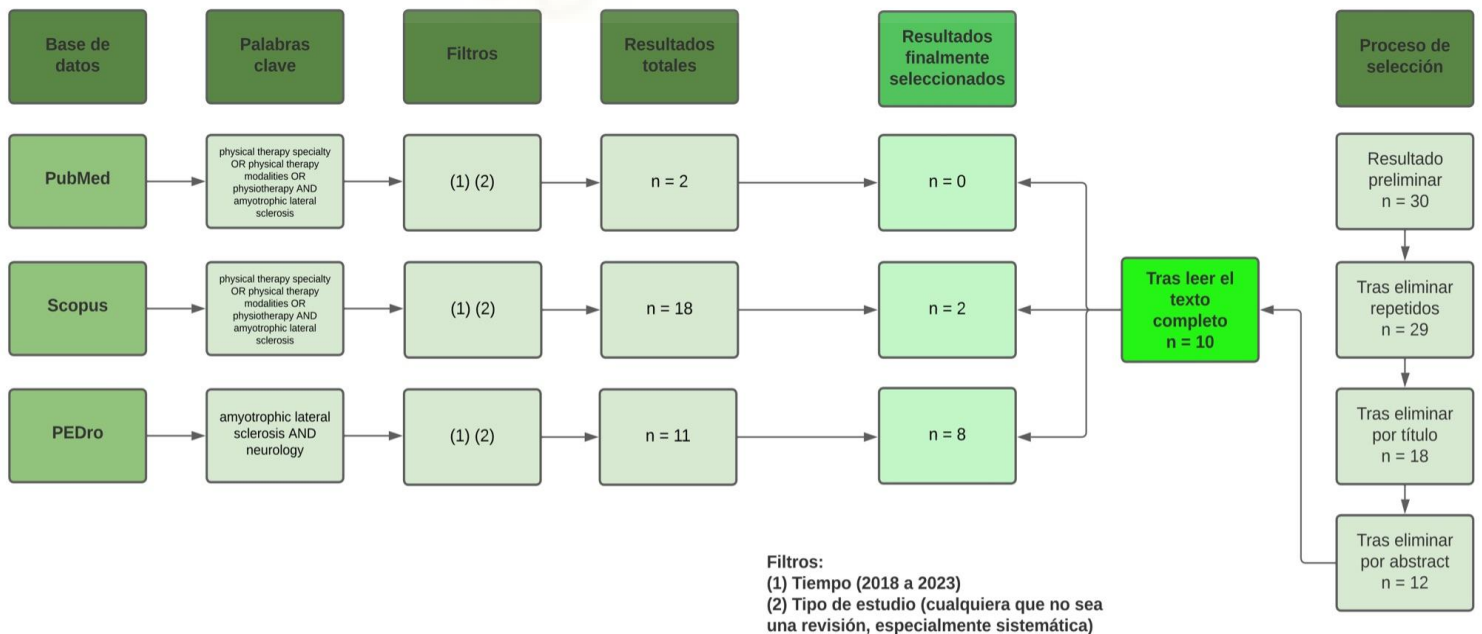 Base de
datos
Palabras
clave
Filtros
Resultados
totales
Resultados
finalmente
seleccionados
Proceso de
selección
PubMed
physical therapy specialty
OR physical therapy
modalities OR
physiotherapy AND
amyotrophic lateral
sclerosis
(1) (2)
n = 2
n = 0
Resultado
preliminar
n = 30
Scopus
physical therapy specialty
OR physical therapy
modalities OR
physiotherapy AND
amyotrophic lateral
sclerosis
(1) (2)
n = 18
n = 2
Tras leer el
texto
completo
n = 10
Tras eliminar
repetidos
n = 29
PEDro
amyotrophic lateral
sclerosis AND
neurology
(1) (2)
n = 11
n = 8
Tras eliminar
por título
n = 18
Tras eliminar
por abstract
n = 12
Filtros:
(1) Tiempo (2018 a 2023)
(2) Tipo de estudio (cualquiera que no sea
una revisión, especialmente sistemática)